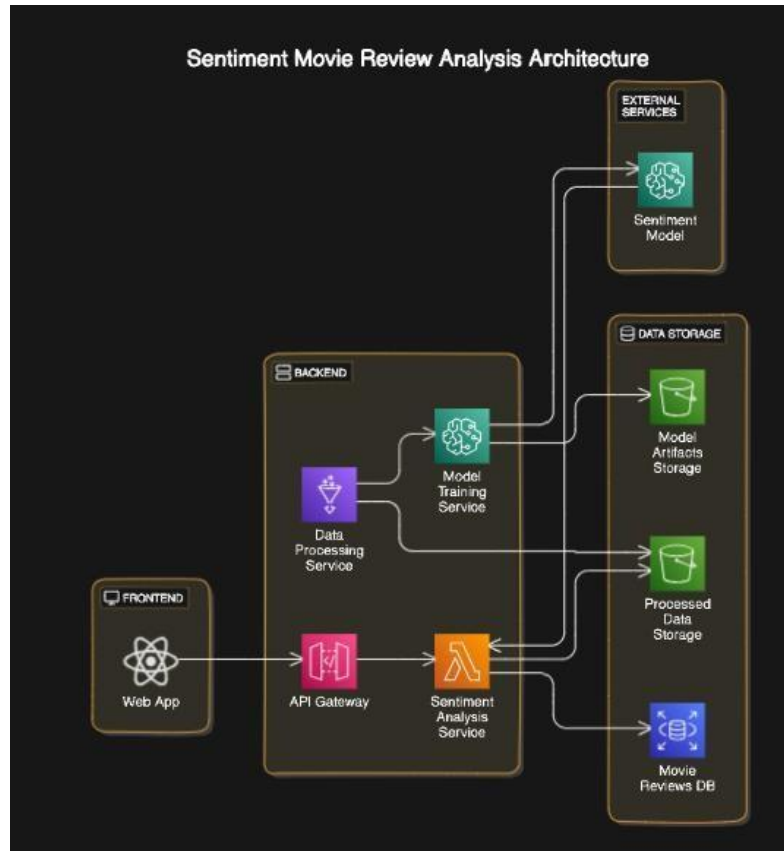 Sentiment Movie Review Analysis Architecture
EXTERNAL
SERVICES
Sentiment
Model
DATA STORAGE
BACKEND
Model
Artifacts
Storage
Model
Training
Service
Data
Processing
Service
Processed
Data
Storage
FRONTEND
Web App
API Gateway
Sentiment
Analysis
Service
Movie
Reviews DB